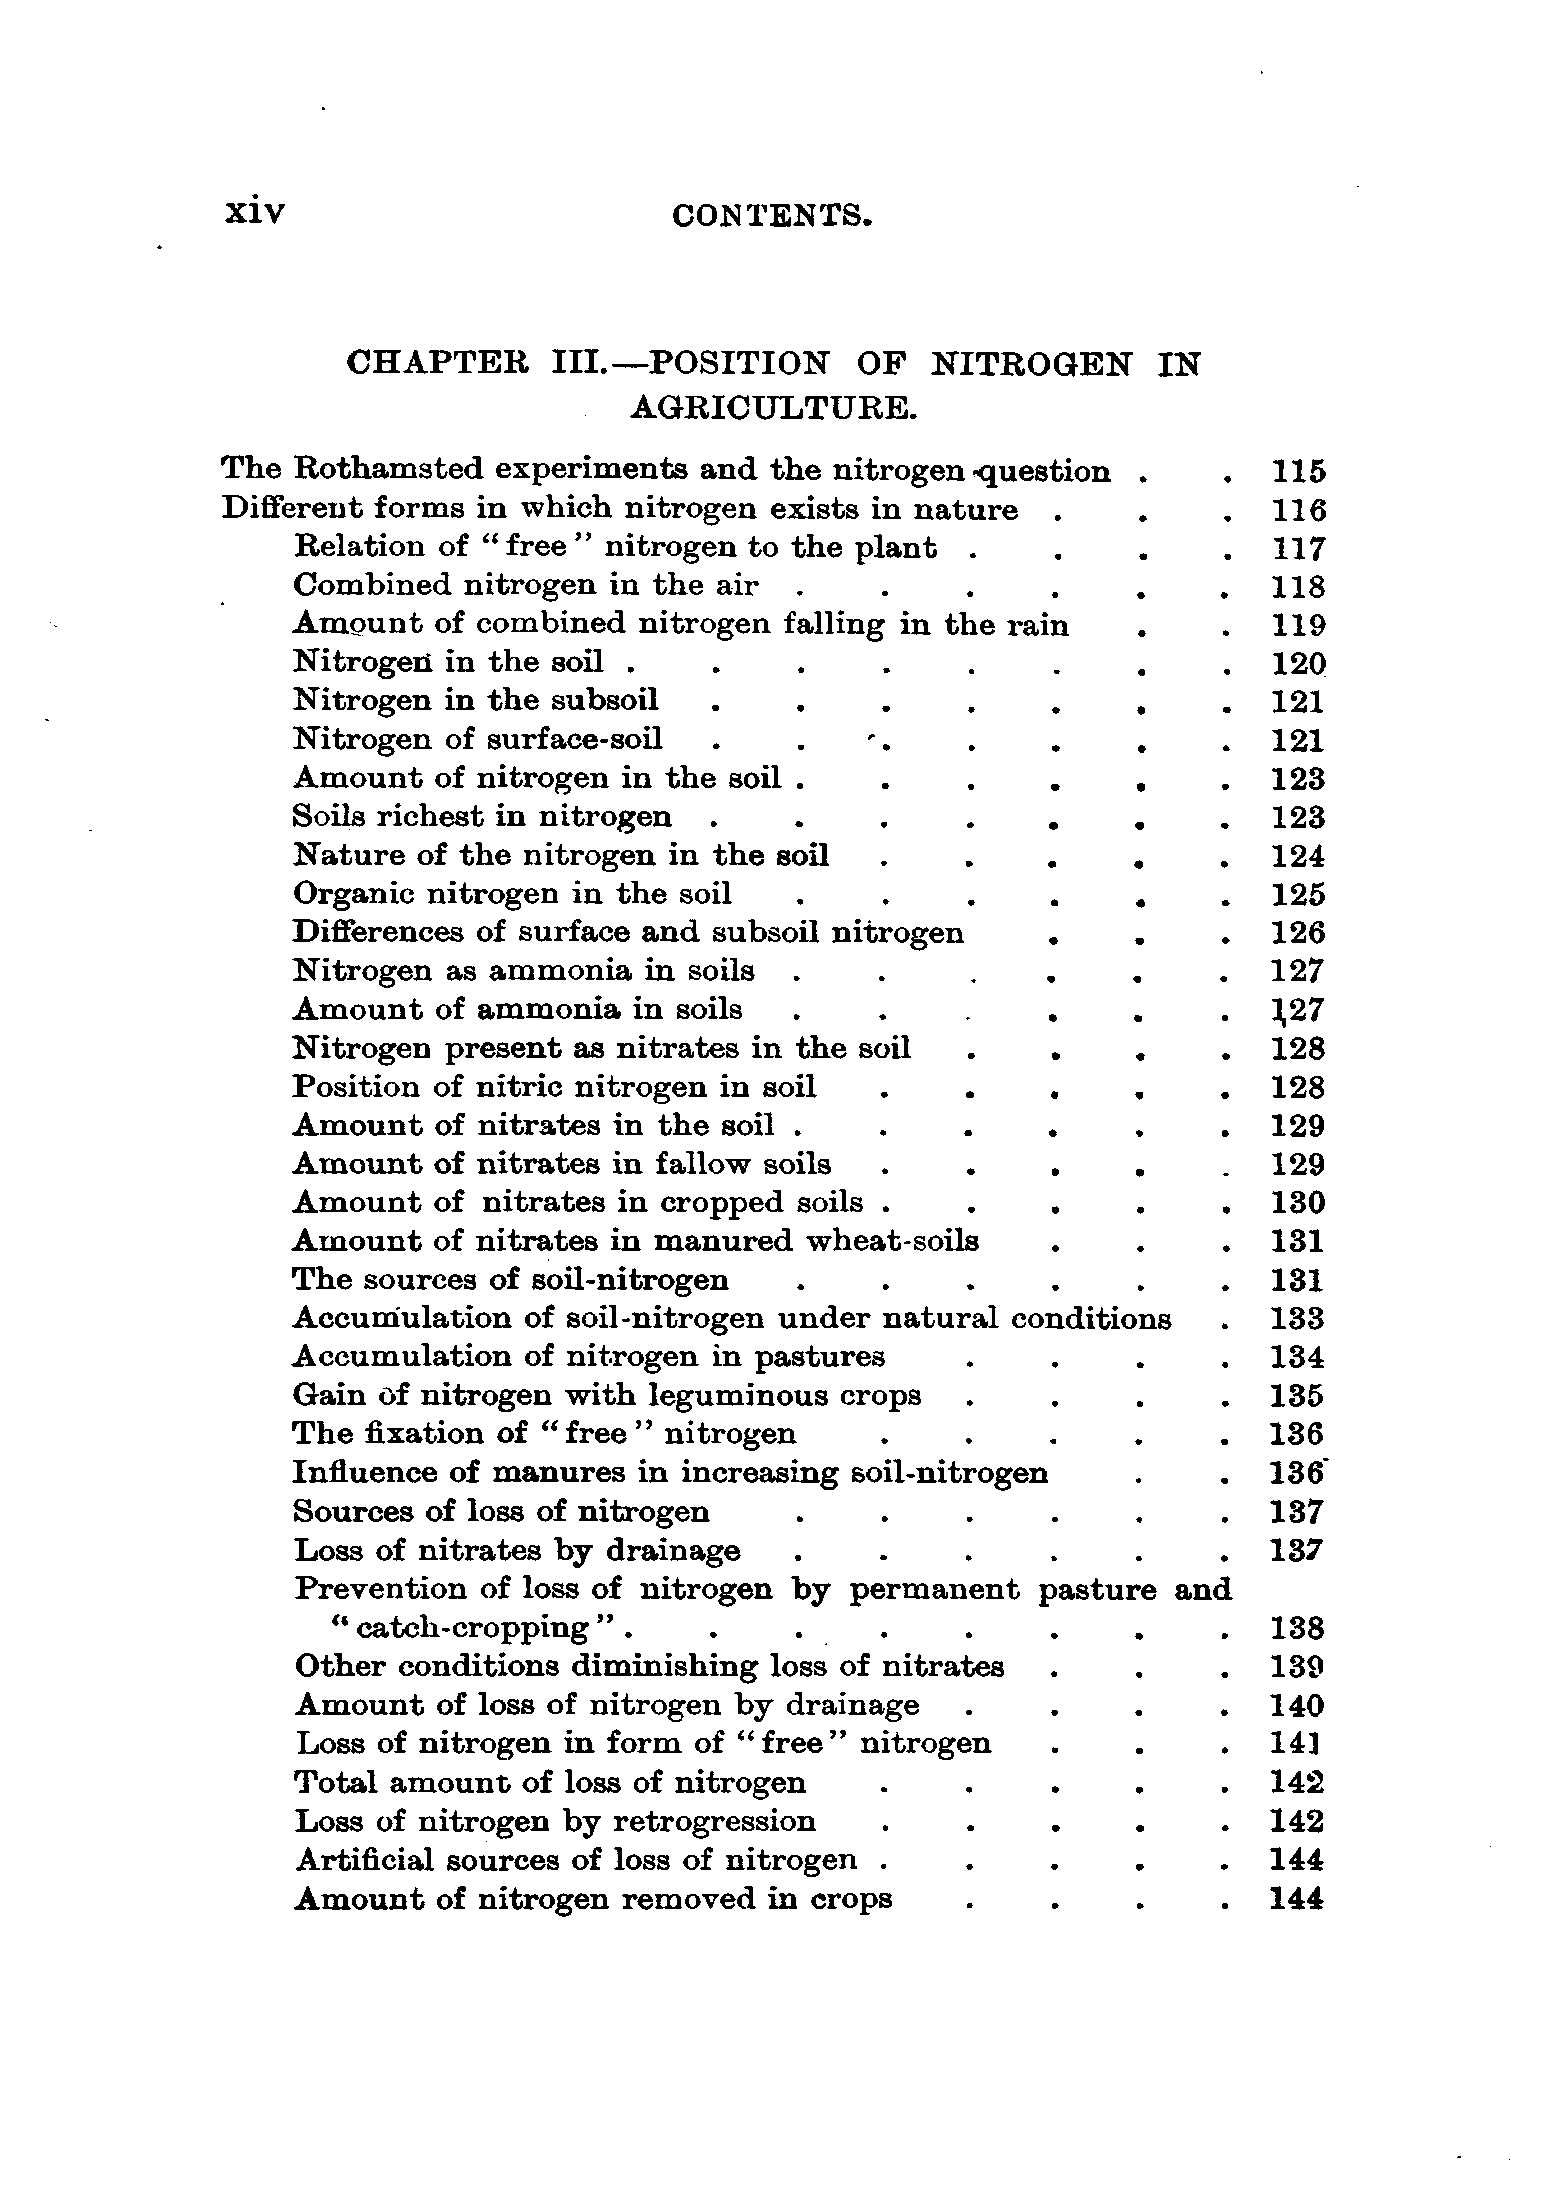 xiv CONTENTS.
CHAPTER III.—POSITION OF NITROGEN IN
AGRICULTURE.
The Rothamsted experiments and the nitrogen question . . 115
Different forms in which nitrogen exists in nature . . . 116
Relation of “free” nitrogen to the plant . . . . 117
Combined nitrogen in the air . . . . . . 118
Amount of combined nitrogen falling in the rain . . 119
Nitrogen in the soil . . . . . . . . 120
Nitrogen in the subsoil . . . . . . . 121
Nitrogen of surface-soil . . . . . . . 121
Amount of nitrogen in the soil . . . . . . 123
Soils richest in nitrogen . . . . . . . 123
Nature of the nitrogen in the soil . . . . . 124
Organic nitrogen in the soil . . . . . . 125
Differences of surface and subsoil nitrogen . . . 126
Nitrogen as ammonia in soils . . . . . . 127
Amount of ammonia in soils . . . . . . 127
Nitrogen present as nitrates in the soil . . . . 128
Position of nitric nitrogen in soil . . . . . 128
Amount of nitrates in the soil . . . . . . 129
Amount of nitrates in fallow soils . . . . . 129
Amount of nitrates in cropped soils . . . . . 130
Amount of nitrates in manured wheat-soils . . . 131
The sources of soil-nitrogen . . . . . . 131
Accumulation of soil-nitrogen under natural conditions . 133
Accumulation of nitrogen in pastures . . . . 134
Gain of nitrogen with leguminous crops . . . . 135
The fixation of “free” nitrogen . . . . . 136
Influence of manures in increasing soil-nitrogen . . 136
Sources of loss of nitrogen . . . . . . 137
Loss of nitrates by drainage . . . . . . 137
Prevention of loss of nitrogen by permanent pasture and
“catch-cropping” . . . . . . . . 138
Other conditions diminishing loss of nitrates . . . 139
Amount of loss of nitrogen by drainage . . . . 140
Loss of nitrogen in form of “free” nitrogen . . . 141
Total amount of loss of nitrogen . . . . . 142
Loss of nitrogen by retrogression . . . . . 142
Artificial sources of loss of nitrogen . . . . . 144
Amount of nitrogen removed in crops . . . . 144